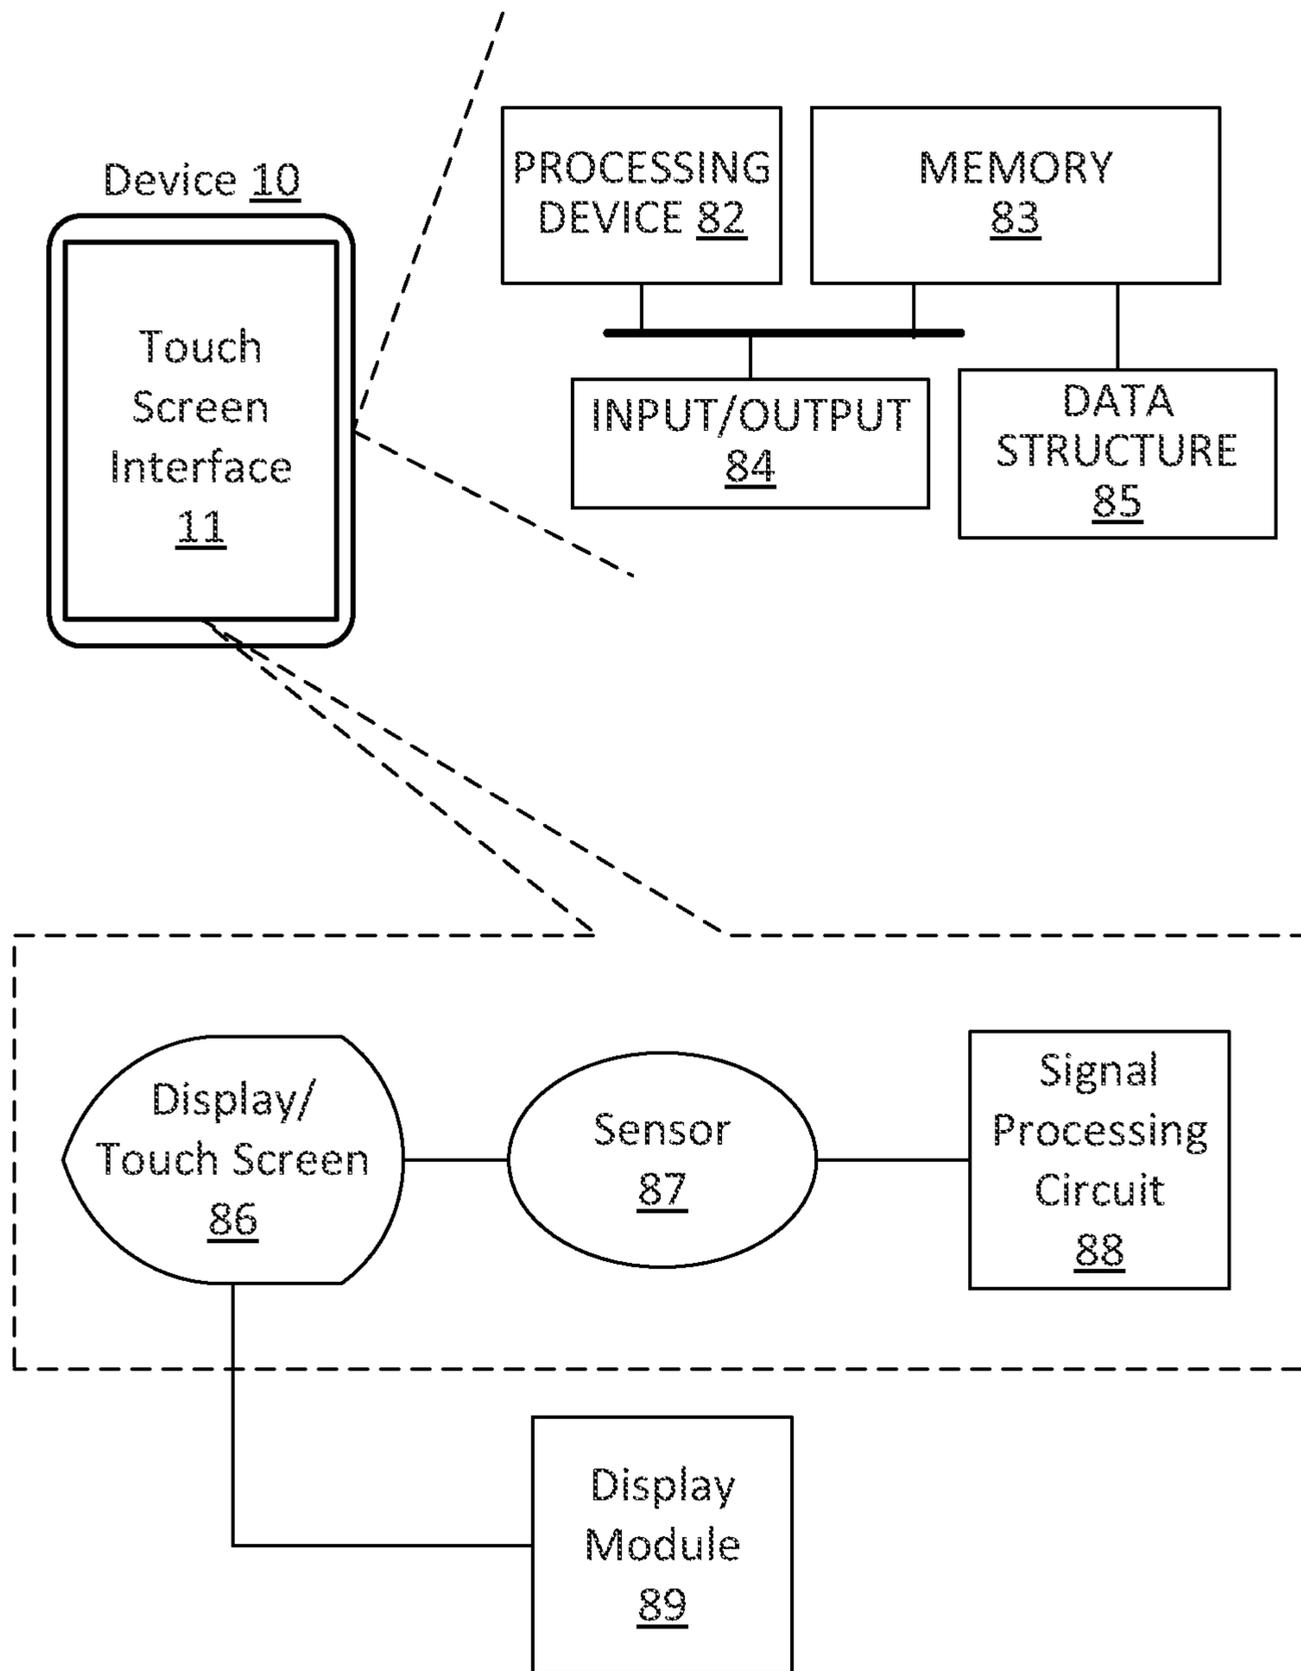 Device 10
Touch
Screen
Interface
11
PROCESSING
DEVICE 82
MEMORY
83
INPUT/OUTPUT
84
DATA
STRUCTURE
85
Display/
Touch Screen
86
Sensor
87
Signal
Processing
Circuit
88
Display
Module
89